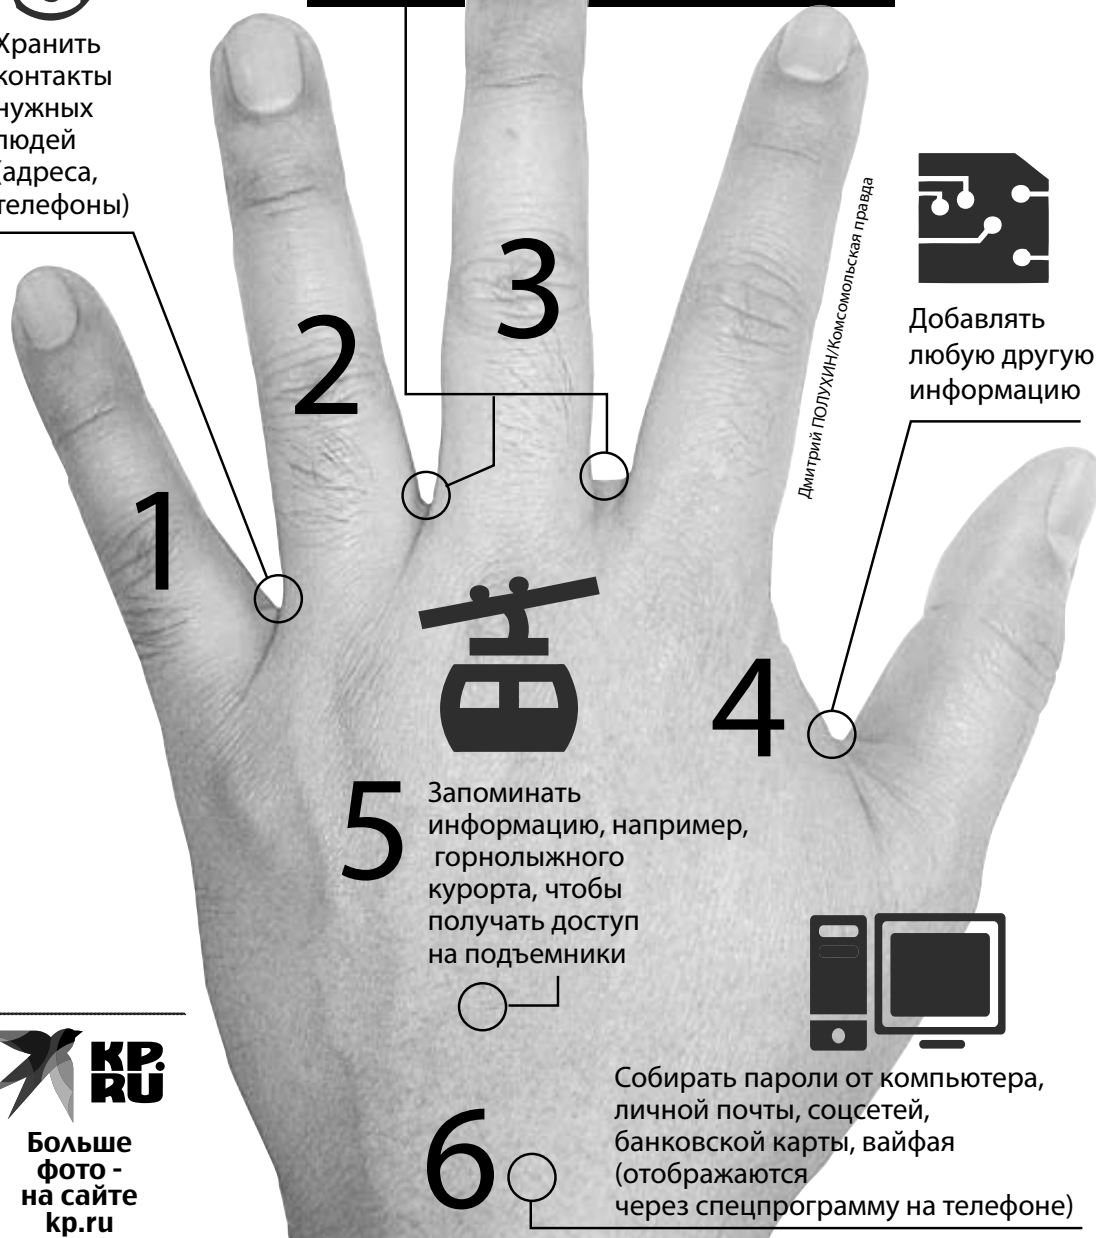 Хранить
контакты
нужных
людей
(адреса,
телефоны)
1
2
3
Дмитрий ПОЛУХИН/Комсомольская правда
Добавлять
любую другую
информацию
4
5
Запоминать
информацию, например,
горнолыжного
курорта, чтобы
получать доступ
на подъемники
KP.
RU
Больше
фото -
на сайте
kp.ru
6
Собирать пароли от компьютера,
личной почты, соцсетей,
банковской карты, вайфая
(отображаются
через спецпрограмму на телефоне)